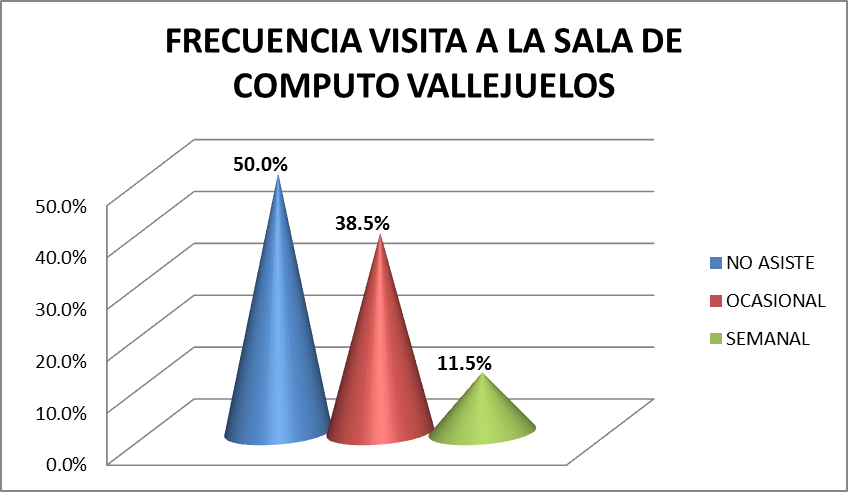 FRECUENCIA VISITA A LA SALA DE
COMPUTO VALLEJUELOS
50.0%
38.5%
11.5%
50.0%
40.0%
30.0%
20.0%
10.0%
0.0%
NO ASISTE
OCASIONAL
SEMANAL